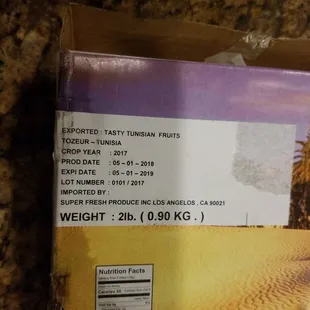 EXPORTED : TASTY TUNISIAN FRUITS
TOZEUR – TUNISIA
CROP YEAR : 2017
PROD.DATE : 05 – 01 – 2018
EXPI DATE : 05 – 01 – 2019
LOT NUMBER : 0101 / 2017
IMPORTED BY :
SUPER FRESH PRODUCE INC LOS ANGELOS , CA 90021
WEIGHT : 2lb. ( 0.90 KG . )
Nutrition Facts